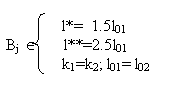 l*= 1.5l01
Bj ∈ l**=2.5l01
k1=k2; l01= l02